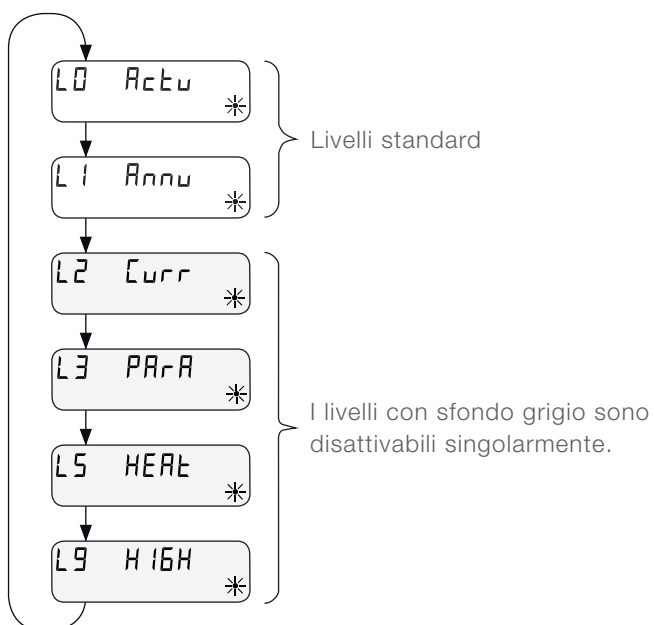 L0 Actu
Livelli standard
L1 Annu
L2 Curr
L3 PArA
I livelli con sfondo grigio sono
disattivabili singolarmente.
L5 HEAt
L9 HIGH